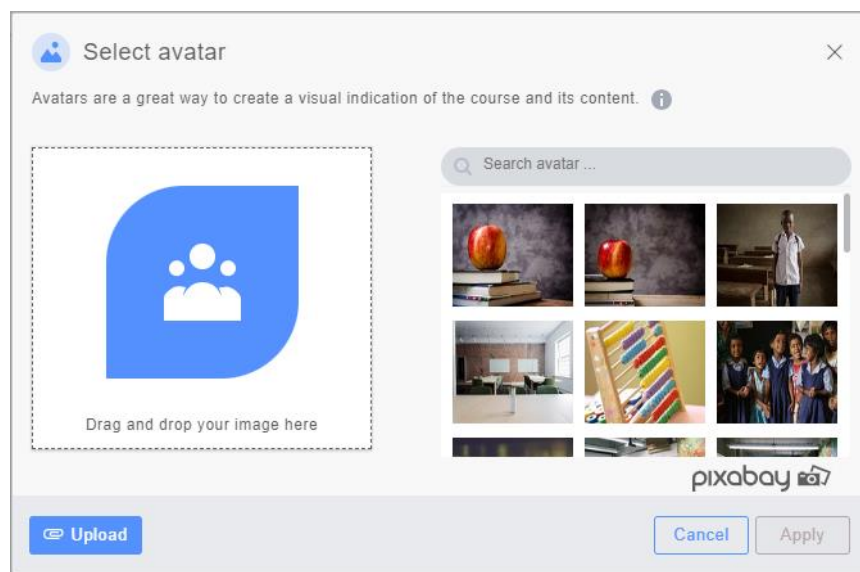 Select avatar
Avatars are a great way to create a visual indication of the course and its content.
Search avatar ...
Drag and drop your image here
pixabay
Upload
Cancel
Apply